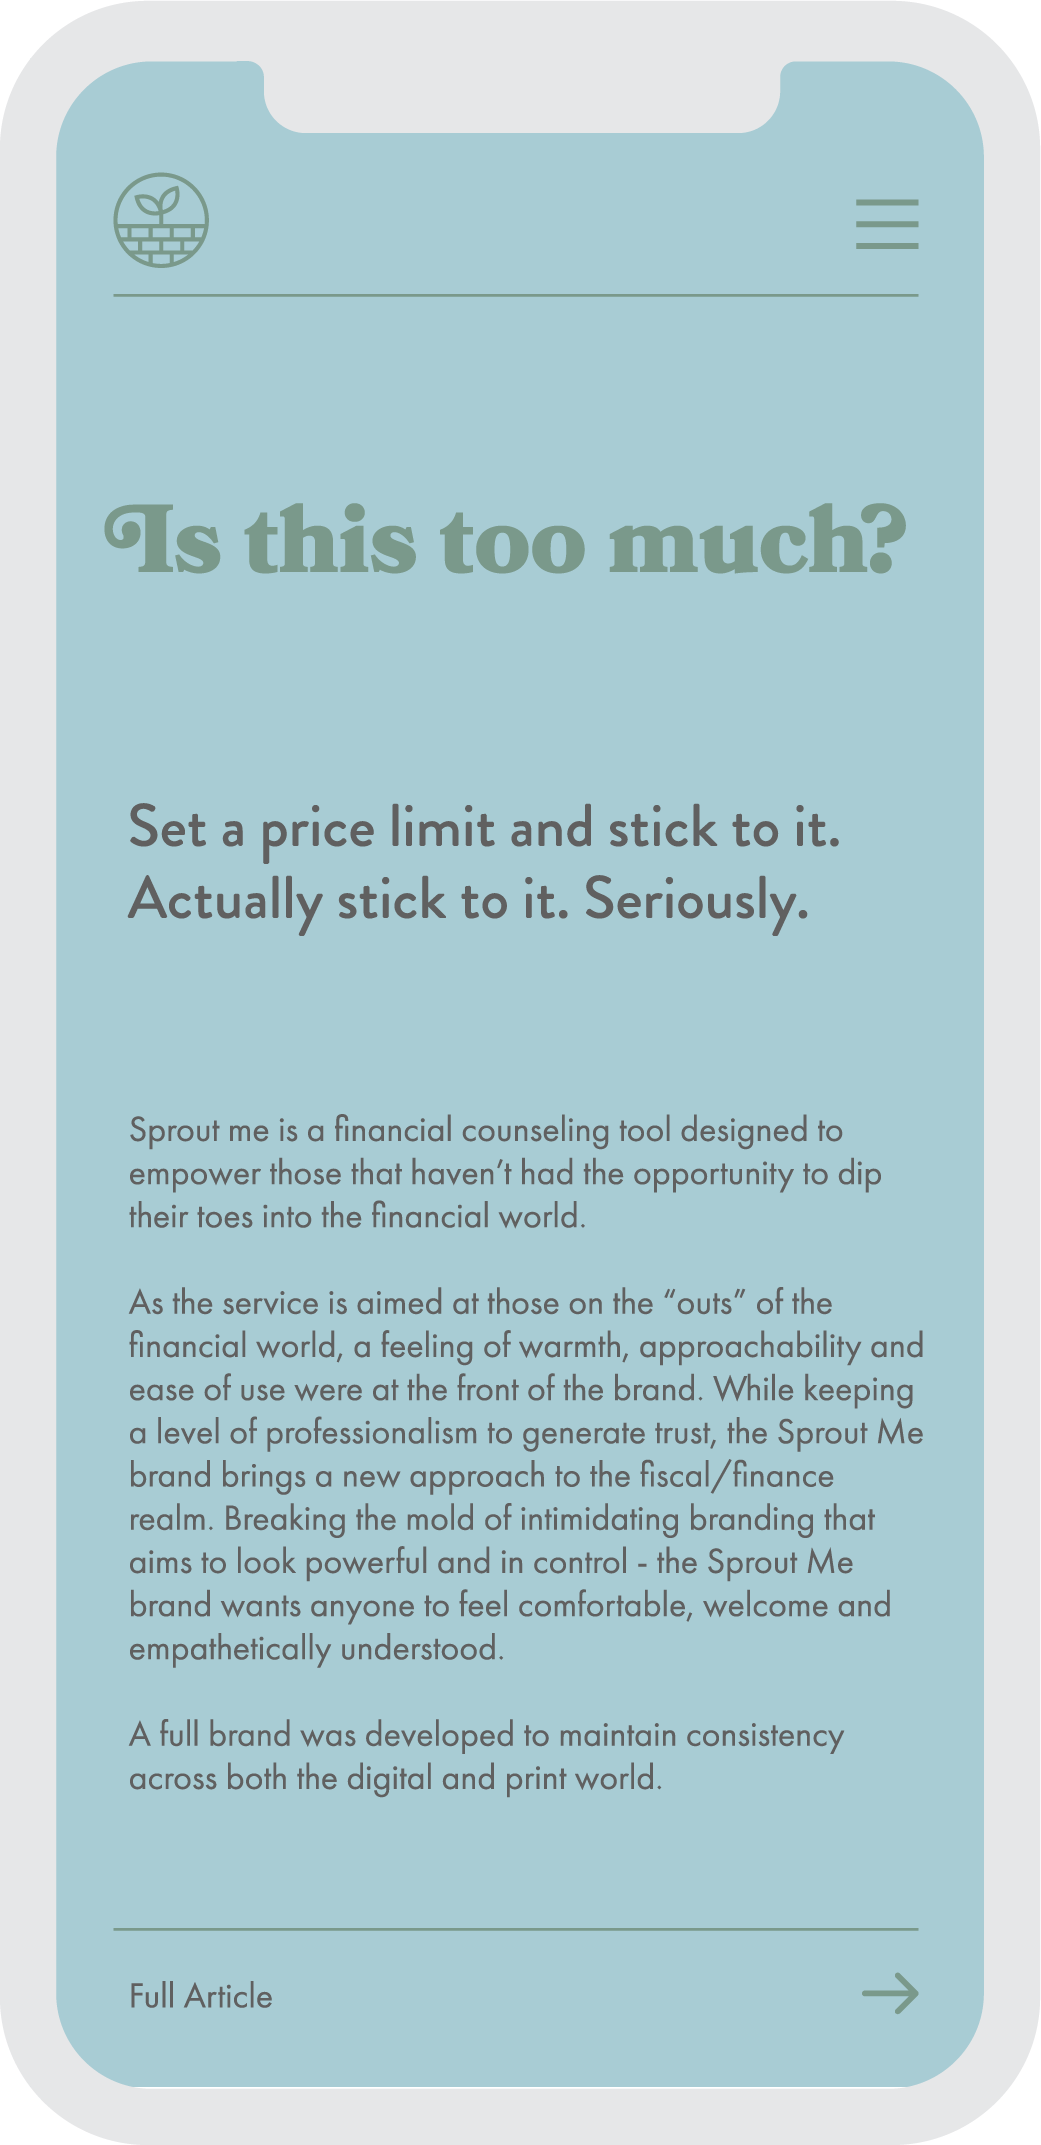 Is this too much?
Set a price limit and stick to it.
Actually stick to it. Seriously.
Sprout me is a financial counseling tool designed to
empower those that haven’t had the opportunity to dip
their toes into the financial world.
As the service is aimed at those on the “outs” of the
financial world, a feeling of warmth, approachability and
ease of use were at the front of the brand. While keeping
a level of professionalism to generate trust, the Sprout Me
brand brings a new approach to the fiscal/finance
realm. Breaking the mold of intimidating branding that
aims to look powerful and in control - the Sprout Me
brand wants anyone to feel comfortable, welcome and
empathetically understood.
A full brand was developed to maintain consistency
across both the digital and print world.
Full Article